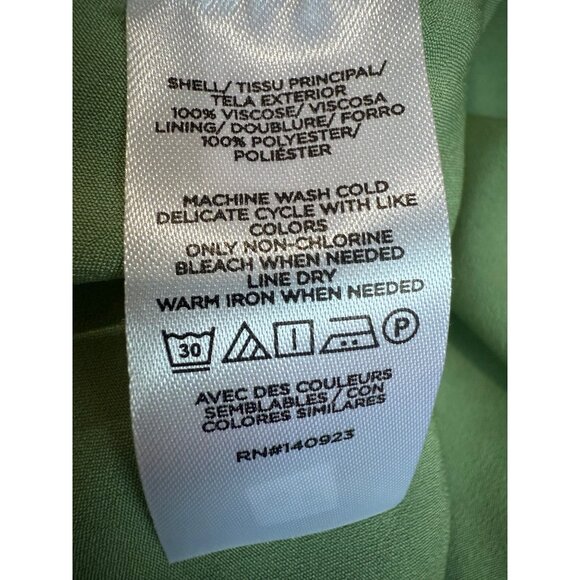 SHELL/ TISSU PRINCIPAL/
TELA EXTERIOR
100% VISCOSE/ VISCOSA
LINING/ DOUBLURE/ FORRO
100% POLYESTER/
POLIÉSTER
MACHINE WASH COLD
DELICATE CYCLE WITH LIKE
COLORS
ONLY NON-CHLORINE
BLEACH WHEN NEEDED
LINE DRY
WARM IRON WHEN NEEDED
30 P
AVEC DES COULEURS
SEMBLABLES / CON
COLORES SIMILARES
RN#140923